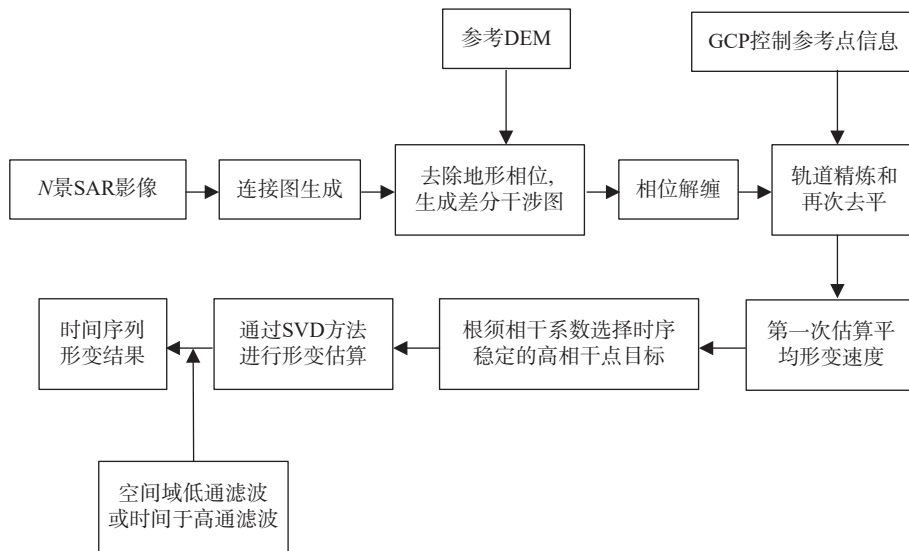 参考DEM
GCP控制参考点信息
N景SAR影像
连接图生成
去除地形相位,
生成差分干涉图
相位解缠
轨道精炼和
再次去平
时间序列
形变结果
通过SVD方法
进行形变估算
根须相干系数选择时序
稳定的高相干点目标
第一次估算平
均形变速度
空间域低通滤波
或时间于高通滤波